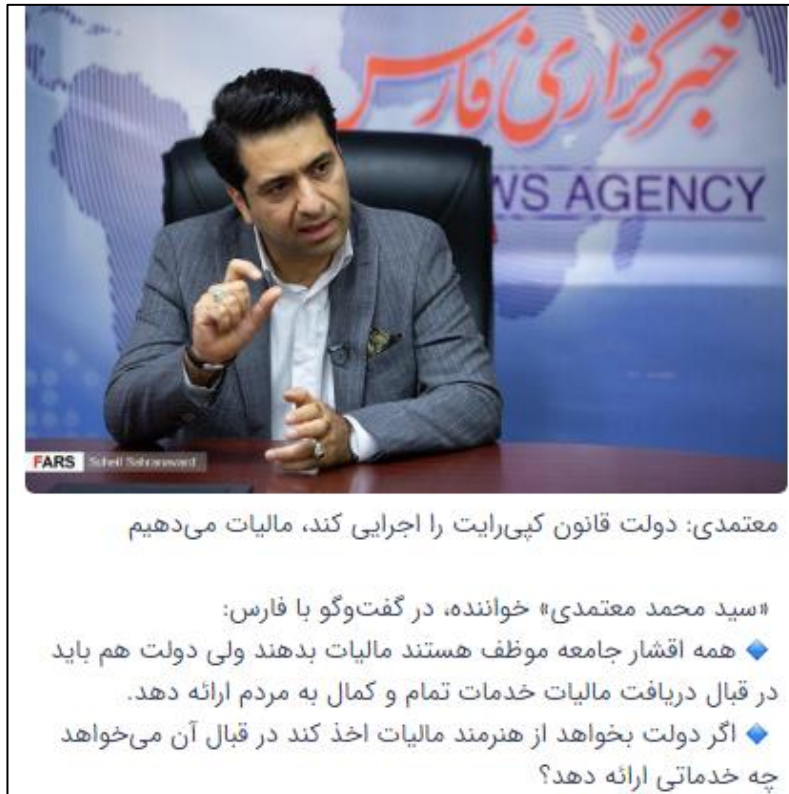 خبرگزاری فارس
WS AGENCY
FARS
معتمدی: دولت قانون کپی‌رایت را اجرایی کند، مالیات می‌دهیم
«سید محمد معتمدی» خواننده، در گفت‌وگو با فارس:
🔷 همه اقشار جامعه موظف هستند مالیات بدهند ولی دولت هم باید
در قبال دریافت مالیات خدمات تمام و کمال به مردم ارائه دهد.
🔷 اگر دولت بخواهد از هنرمند مالیات اخذ کند در قبال آن می‌خواهد
چه خدماتی ارائه دهد؟